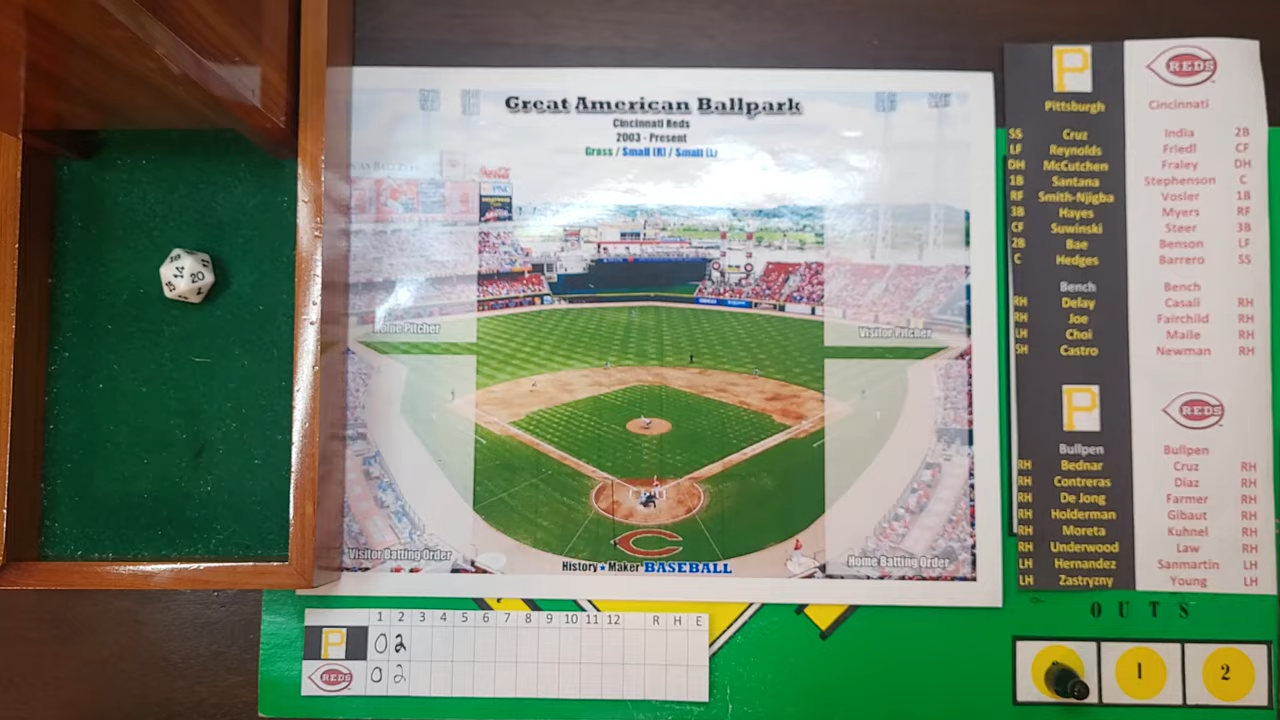 Great American Ballpark
Cincinnati Reds
2003 - Present
Grass / Small (R) / Small (L)
Coca-Cola
PNC
Home Pitcher
Visitor Pitcher
Visitor Batting Order
Home Batting Order
History Maker BASEBALL
14
20
P REDS
Pittsburgh Cincinnati
SS Cruz India 2B
LF Reynolds Friedl CF
DH McCutchen Fraley DH
1B Santana Stephenson C
RF Smith-Njigba Vosler 1B
3B Hayes Myers RF
CF Suwinski Steer 3B
2B Bae Benson LF
C Hedges Barrero SS
Bench Bench
RH Delay Casali RH
RH Joe Fairchild RH
LH Choi Maile RH
SH Castro Newman RH
P REDS
Bullpen Bullpen
RH Bednar Cruz RH
RH Contreras Diaz RH
RH De Jong Farmer RH
RH Holderman Gibaut RH
RH Moreta Kuhnel RH
RH Underwood Law RH
LH Hernandez Sanmartin LH
LH Zastryzny Young LH
OUTS
1 2
1 2 3 4 5 6 7 8 9 10 11 12 R H E
P 0 2
REDS 0 2